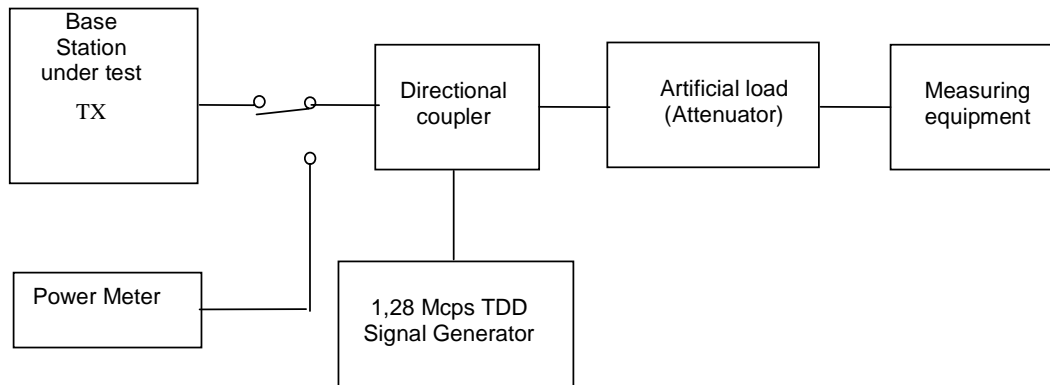 Base
Station
under test
TX
Directional
coupler
Artificial load
(Attenuator)
Measuring
equipment
Power Meter
1,28 Mcps TDD
Signal Generator